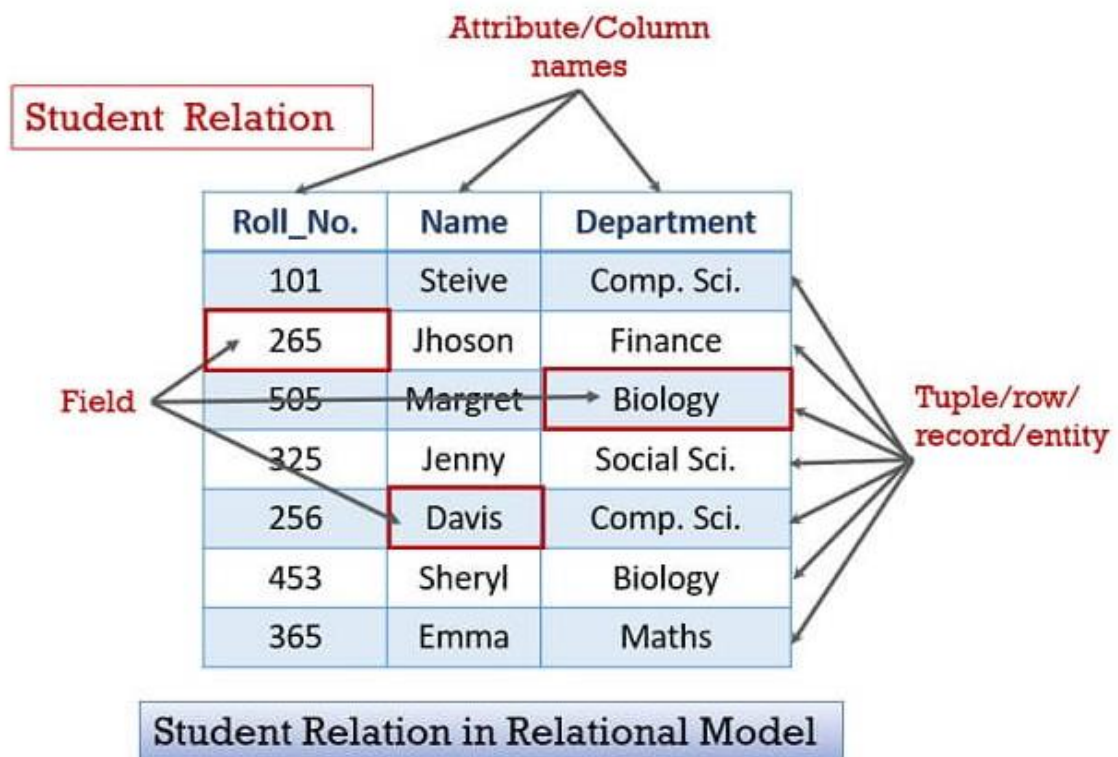 Attribute/Column
names
Student Relation
Roll_No. Name Department
101 Steive Comp. Sci.
265 Jhoson Finance
Field 505 Margret Biology Tuple/row/
record/entity
325 Jenny Social Sci.
256 Davis Comp. Sci.
453 Sheryl Biology
365 Emma Maths
Student Relation in Relational Model